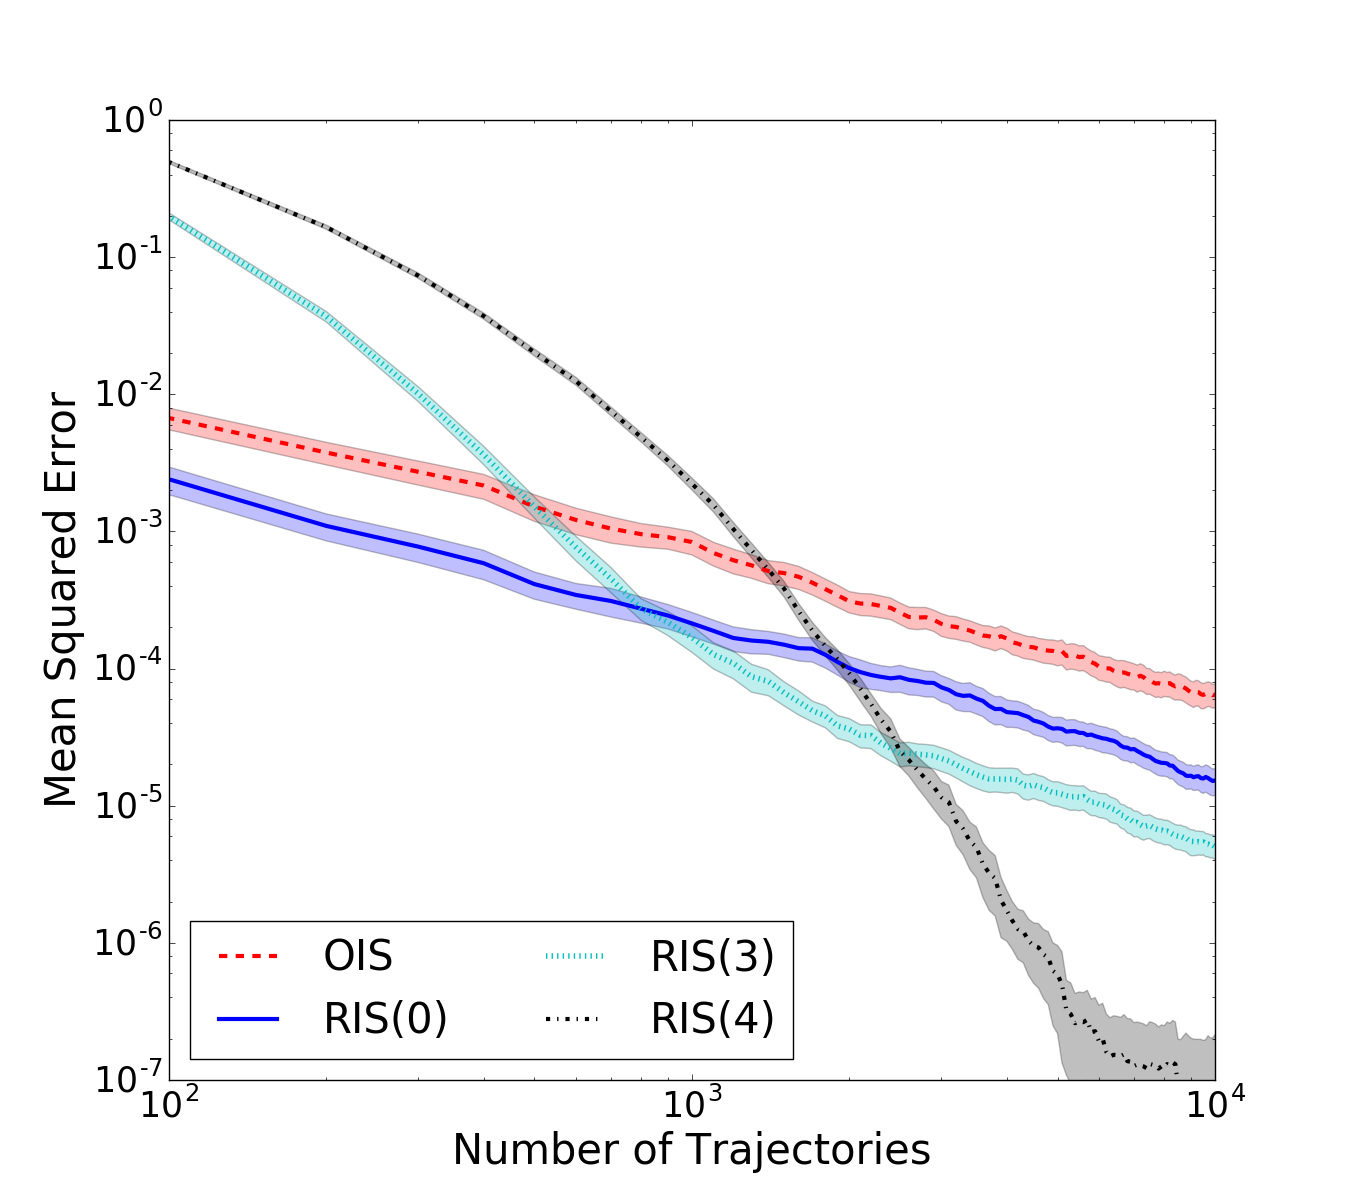 10^0
10^-1
10^-2
10^-3
10^-4
10^-5
10^-6
10^-7
Mean Squared Error
OIS
RIS(0)
RIS(3)
RIS(4)
10^2
10^3
10^4
Number of Trajectories